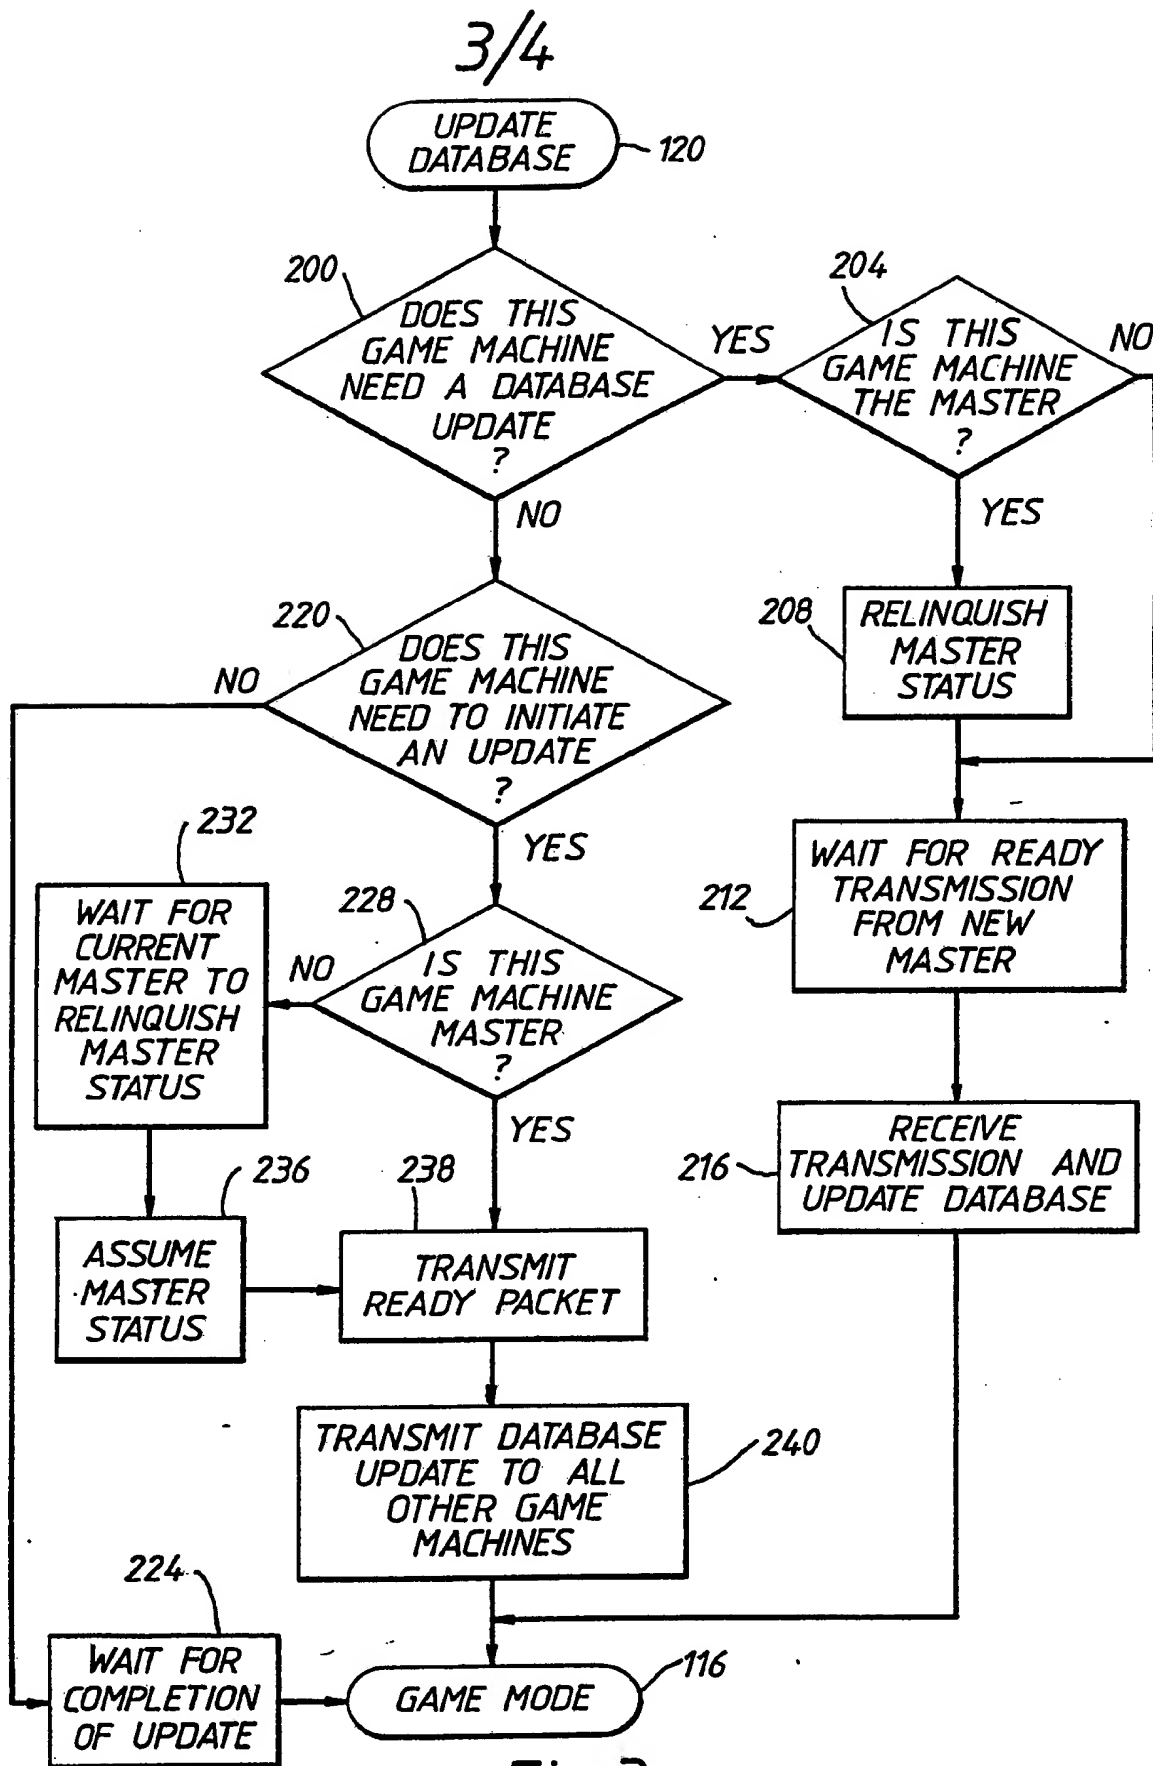 3/4
UPDATE
DATABASE
120
200
DOES THIS
GAME MACHINE
NEED A DATABASE
UPDATE
?
YES
NO
204
IS THIS
GAME MACHINE
THE MASTER
?
NO
YES
208
RELINQUISH
MASTER
STATUS
220
DOES THIS
GAME MACHINE
NEED TO INITIATE
AN UPDATE
?
NO
YES
212
WAIT FOR READY
TRANSMISSION
FROM NEW
MASTER
232
WAIT FOR
CURRENT
MASTER TO
RELINQUISH
MASTER
STATUS
228
IS THIS
GAME MACHINE
MASTER
?
NO
YES
216
RECEIVE
TRANSMISSION AND
UPDATE DATABASE
236
ASSUME
MASTER
STATUS
238
TRANSMIT
READY PACKET
240
TRANSMIT DATABASE
UPDATE TO ALL
OTHER GAME
MACHINES
224
WAIT FOR
COMPLETION
OF UPDATE
116
GAME MODE